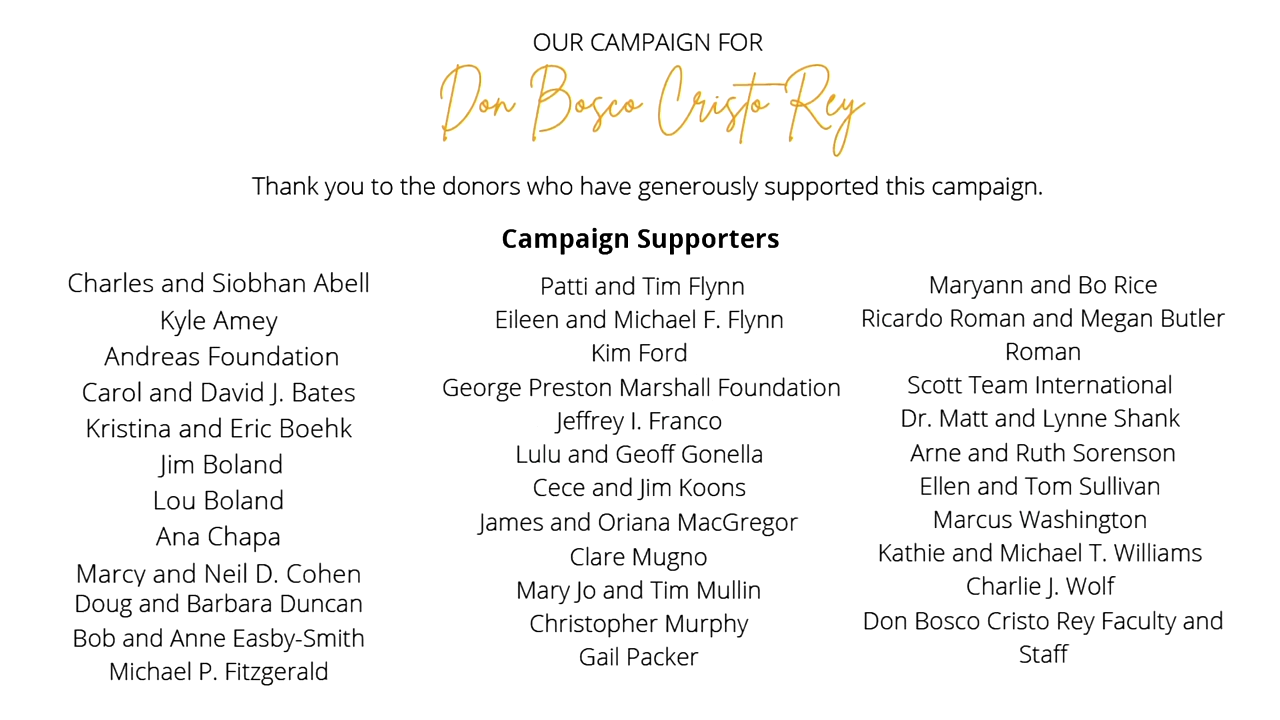 OUR CAMPAIGN FOR
Don Bosco Cristo Rey
Thank you to the donors who have generously supported this campaign.
Campaign Supporters
Charles and Siobhan Abell
Kyle Amey
Andreas Foundation
Carol and David J. Bates
Kristina and Eric Boehk
Jim Boland
Lou Boland
Ana Chapa
Marcy and Neil D. Cohen
Doug and Barbara Duncan
Bob and Anne Easby-Smith
Michael P. Fitzgerald
Patti and Tim Flynn
Eileen and Michael F. Flynn
Kim Ford
George Preston Marshall Foundation
Jeffrey I. Franco
Lulu and Geoff Gonella
Cece and Jim Koons
James and Oriana MacGregor
Clare Mugno
Mary Jo and Tim Mullin
Christopher Murphy
Gail Packer
Maryann and Bo Rice
Ricardo Roman and Megan Butler
Roman
Scott Team International
Dr. Matt and Lynne Shank
Arne and Ruth Sorenson
Ellen and Tom Sullivan
Marcus Washington
Kathie and Michael T. Williams
Charlie J. Wolf
Don Bosco Cristo Rey Faculty and
Staff